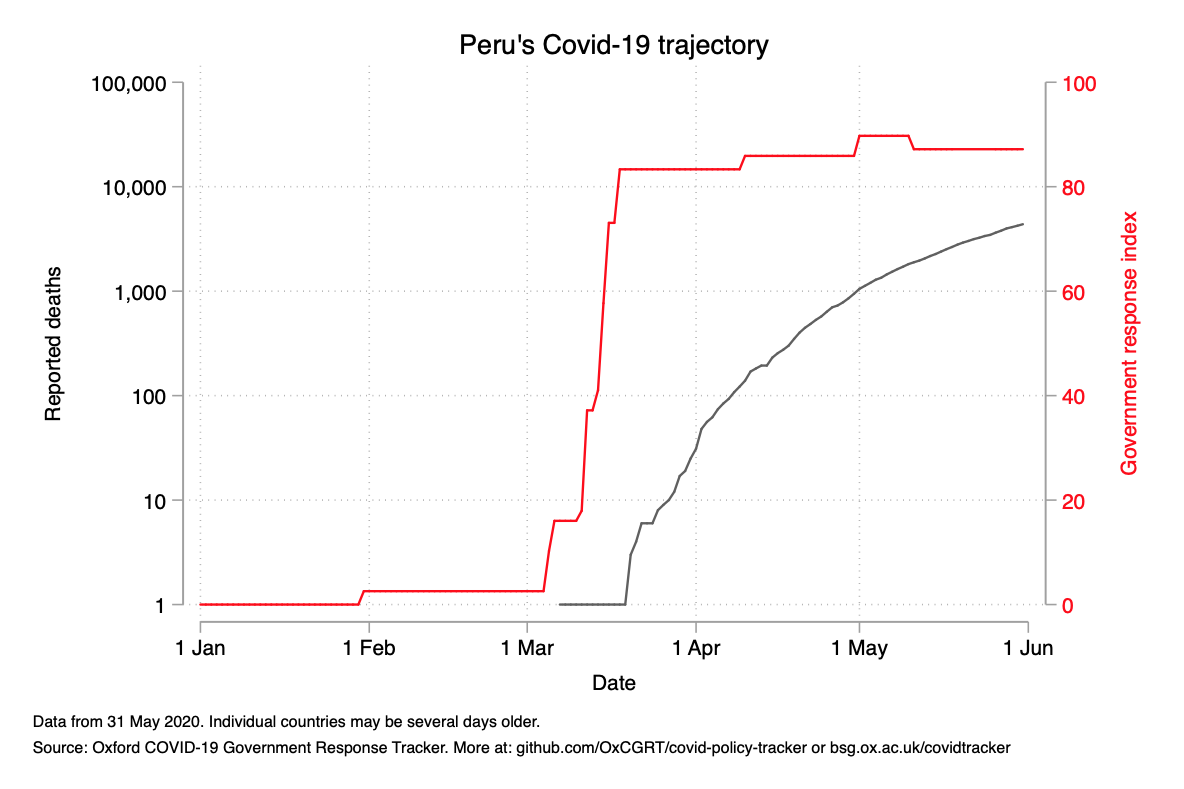 Peru's Covid-19 trajectory
100,000
10,000
1,000
100
10
1
Reported deaths
100
80
60
40
20
0
Government response index
1 Jan
1 Feb
1 Mar
1 Apr
1 May
1 Jun
Date
Data from 31 May 2020. Individual countries may be several days older.
Source: Oxford COVID-19 Government Response Tracker. More at: github.com/OxCGRT/covid-policy-tracker or bsg.ox.ac.uk/covidtracker